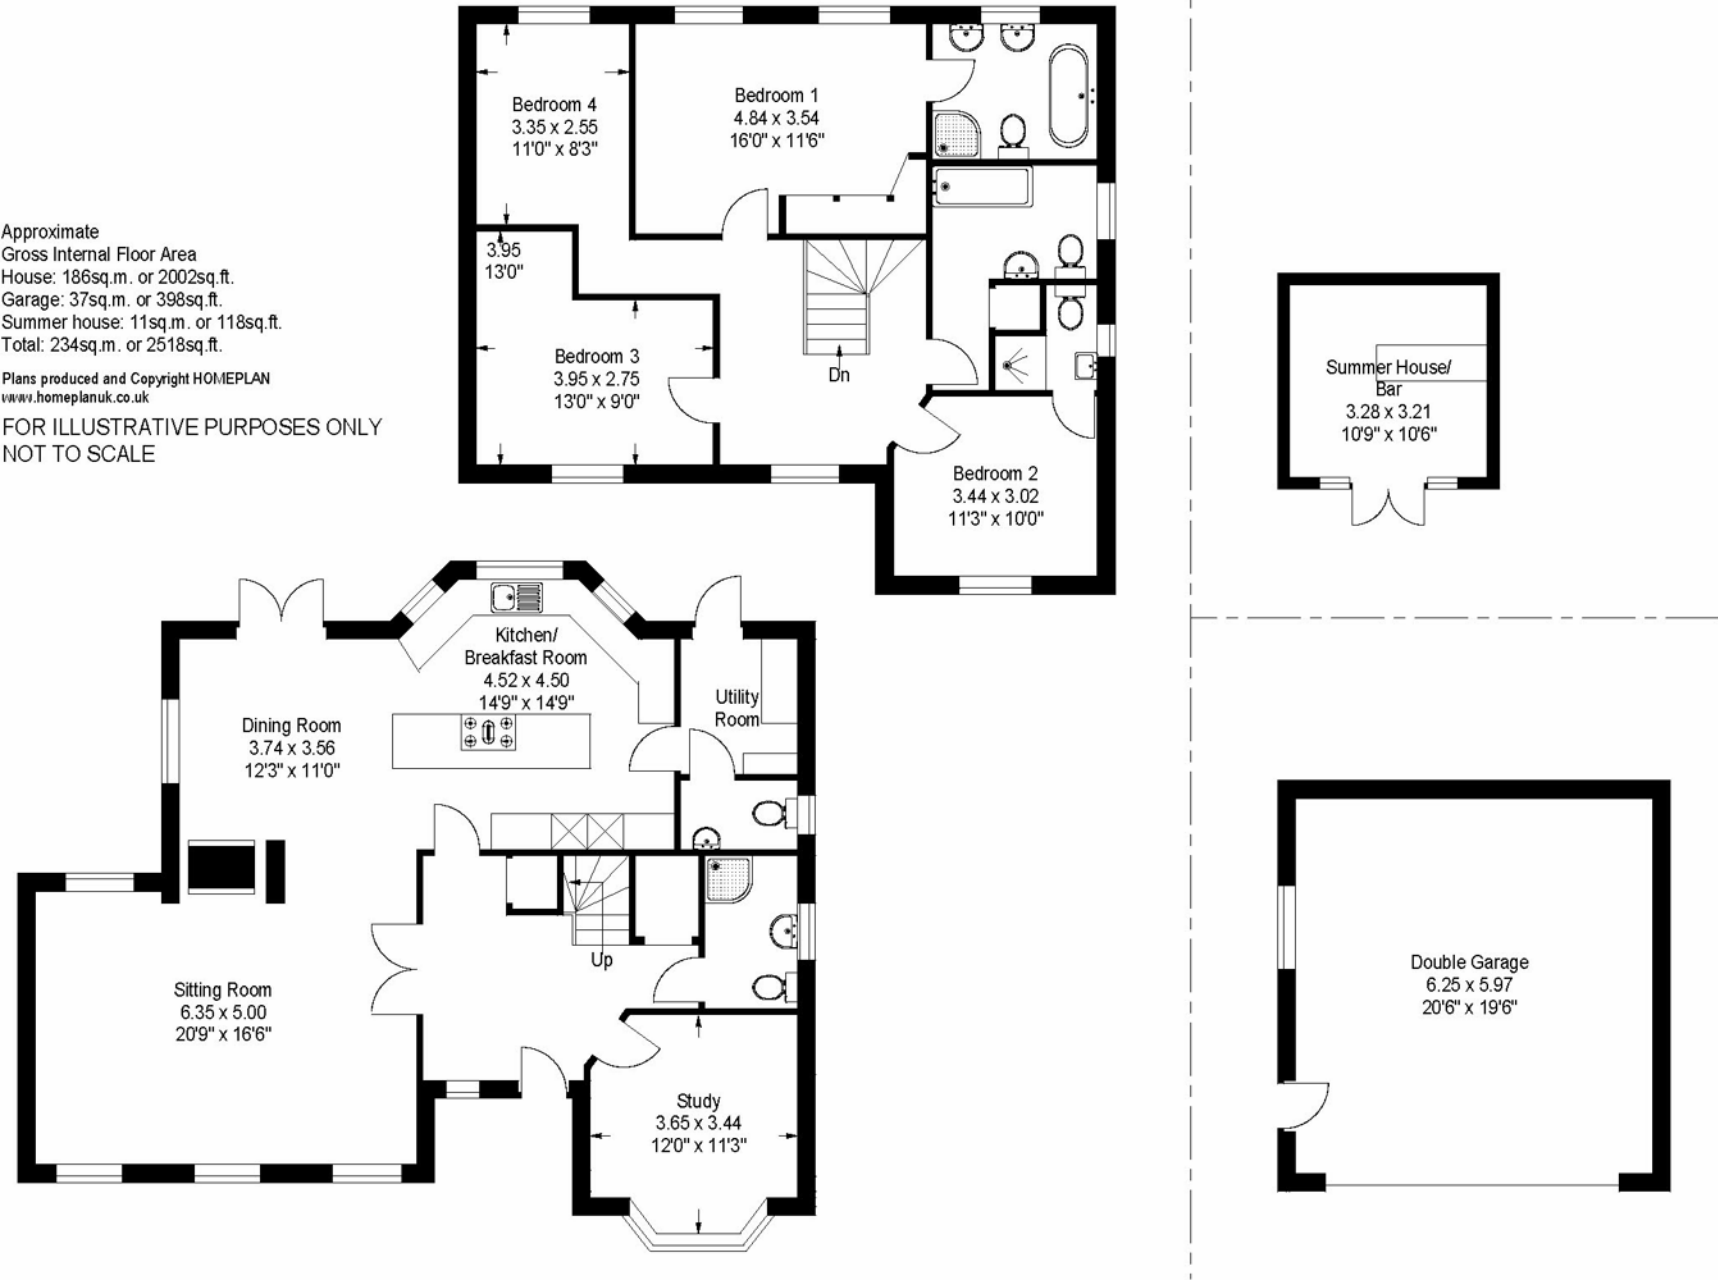 Approximate
Gross Internal Floor Area
House: 186sq.m. or 2002sq.ft.
Garage: 37sq.m. or 398sq.ft.
Summer house: 11sq.m. or 118sq.ft.
Total: 234sq.m. or 2518sq.ft.
Plans produced and Copyright HOMEPLAN
www.homeplanuk.co.uk
FOR ILLUSTRATIVE PURPOSES ONLY
NOT TO SCALE
Bedroom 4
3.35 x 2.55
11'0" x 8'3"
Bedroom 1
4.84 x 3.54
16'0" x 11'6"
3.95
13'0"
Bedroom 3
3.95 x 2.75
13'0" x 9'0"
Dn
Bedroom 2
3.44 x 3.02
11'3" x 10'0"
Summer House/
Bar
3.28 x 3.21
10'9" x 10'6"
Kitchen/
Breakfast Room
4.52 x 4.50
14'9" x 14'9"
Utility
Room
Dining Room
3.74 x 3.56
12'3" x 11'0"
Up
Sitting Room
6.35 x 5.00
20'9" x 16'6"
Study
3.65 x 3.44
12'0" x 11'3"
Double Garage
6.25 x 5.97
20'6" x 19'6"